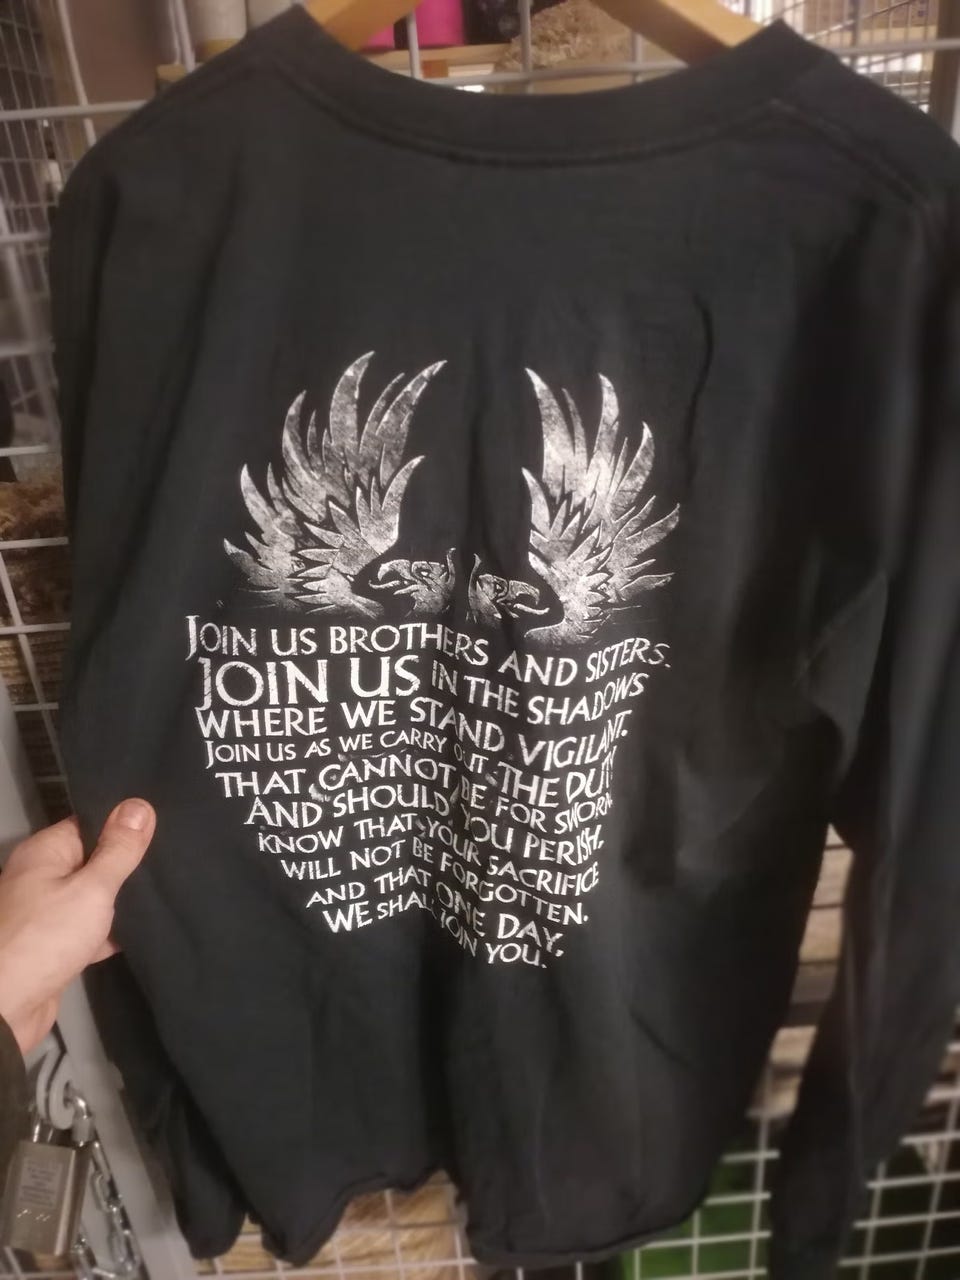 JOIN US BROTHERS AND SISTERS.
JOIN US IN THE SHADOWS
WHERE WE STAND VIGILANT.
JOIN US AS WE CARRY OUT THE DUTY
THAT CANNOT BE FOR SWORN.
AND SHOULD YOU PERISH,
KNOW THAT YOUR SACRIFICE
WILL NOT BE FORGOTTEN.
AND THAT ONE DAY,
WE SHALL JOIN YOU.